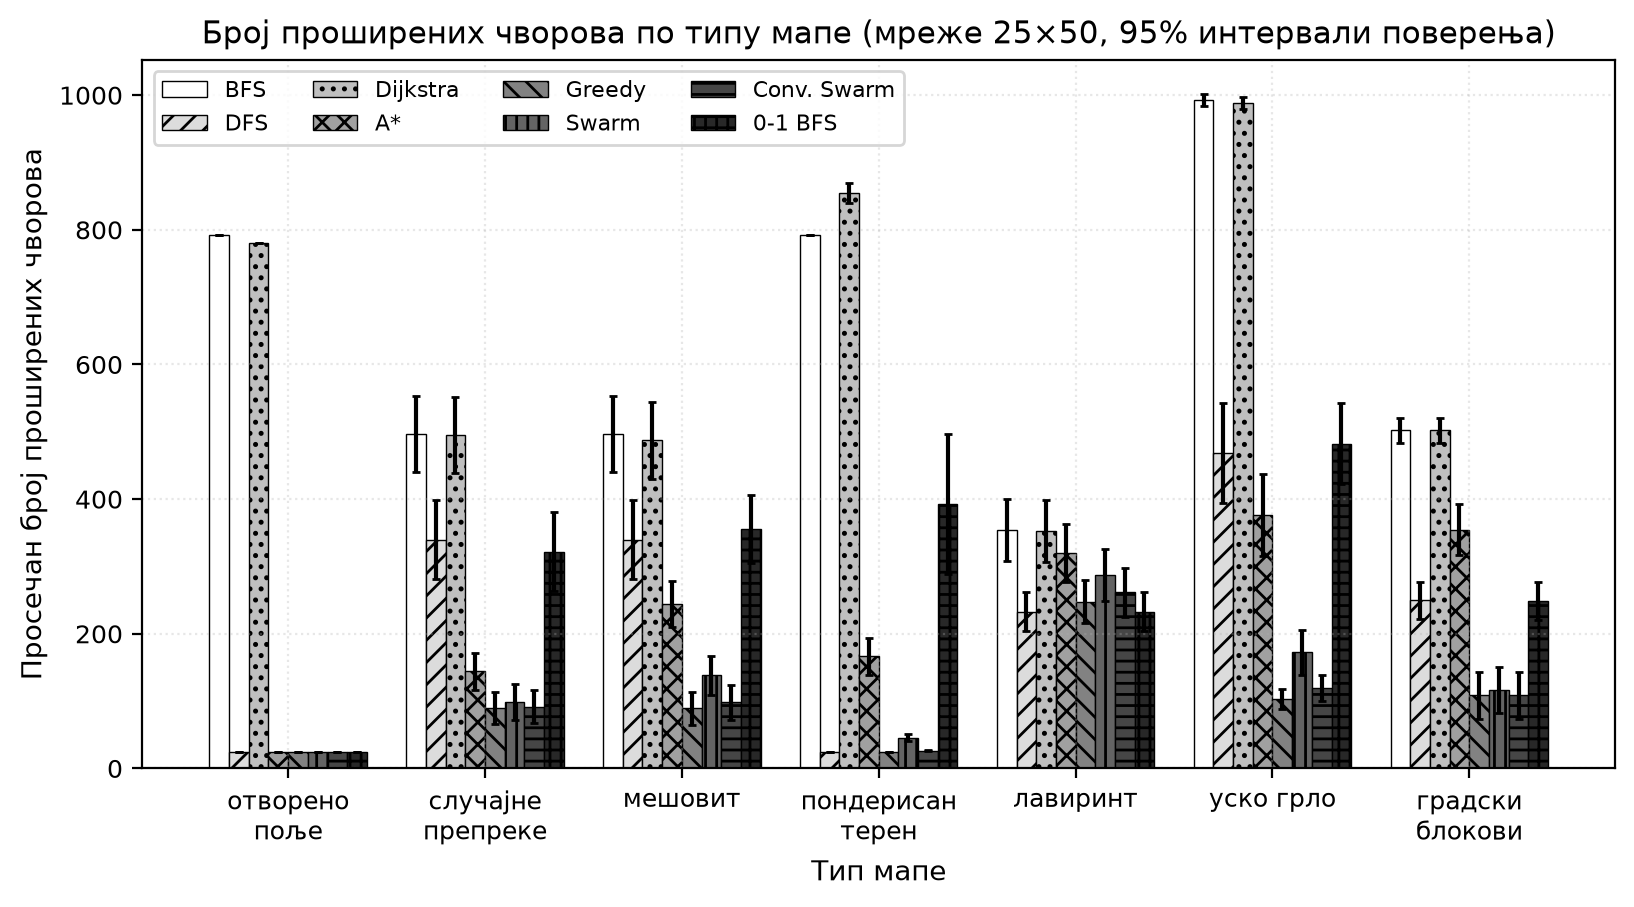 Број проширених чворова по типу мапе (мреже 25×50, 95% интервали поверења)
BFS
DFS
Dijkstra
A*
Greedy
Swarm
Conv. Swarm
0-1 BFS
Просечан број проширених чворова
1000
800
600
400
200
0
отворено
поље
случајне
препреке
мешовит
пондерисан
терен
лавиринт
уско грло
градски
блокови
Тип мапе